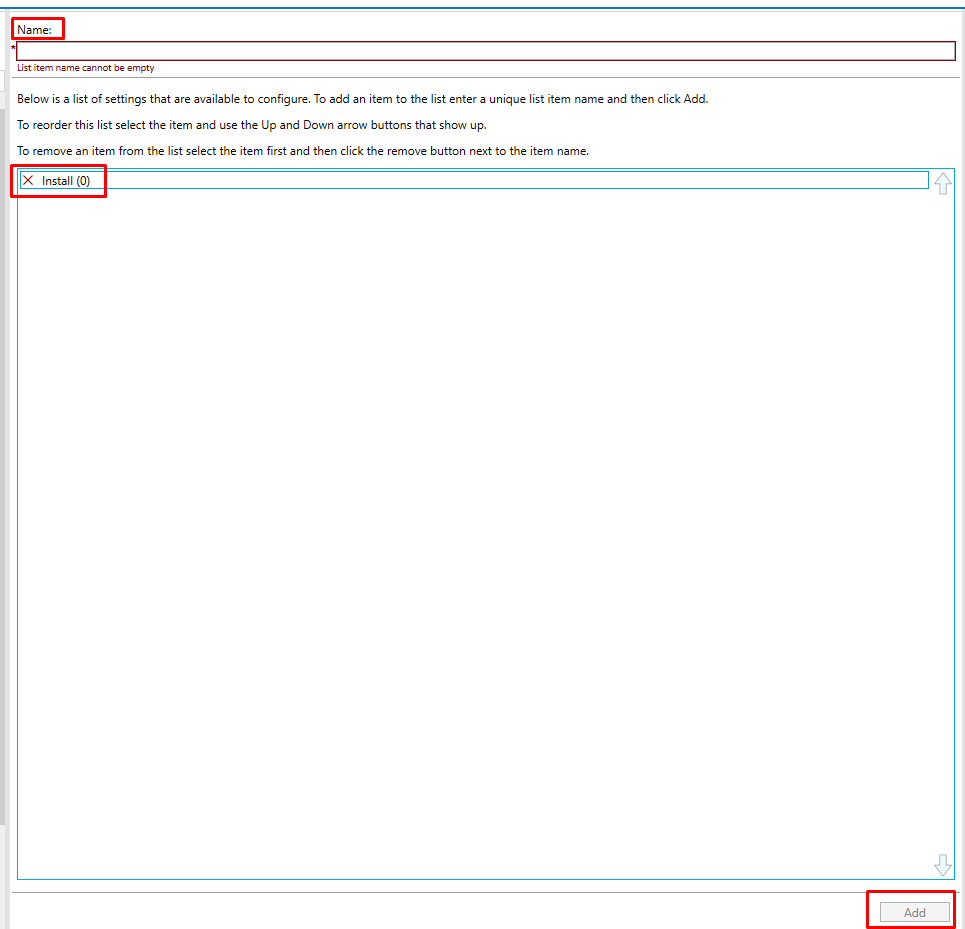 Name:
*
List item name cannot be empty
Below is a list of settings that are available to configure. To add an item to the list enter a unique list item name and then click Add.
To reorder this list select the item and use the Up and Down arrow buttons that show up.
To remove an item from the list select the item first and then click the remove button next to the item name.
Install (0)
Add